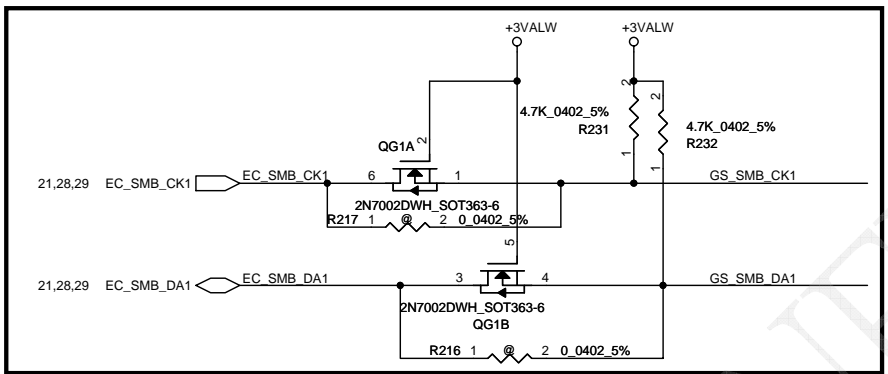 +3VALW +3VALW
2 2
4.7K_0402_5%
R231
4.7K_0402_5%
R232
QG1A 2
1 1
21,28,29 EC_SMB_CK1 EC_SMB_CK1 6 1 GS_SMB_CK1
2N7002DWH_SOT363-6
R217 1 @ 2 0_0402_5%
5
21,28,29 EC_SMB_DA1 EC_SMB_DA1 3 4 GS_SMB_DA1
2N7002DWH_SOT363-6
QG1B
R216 1 @ 2 0_0402_5%